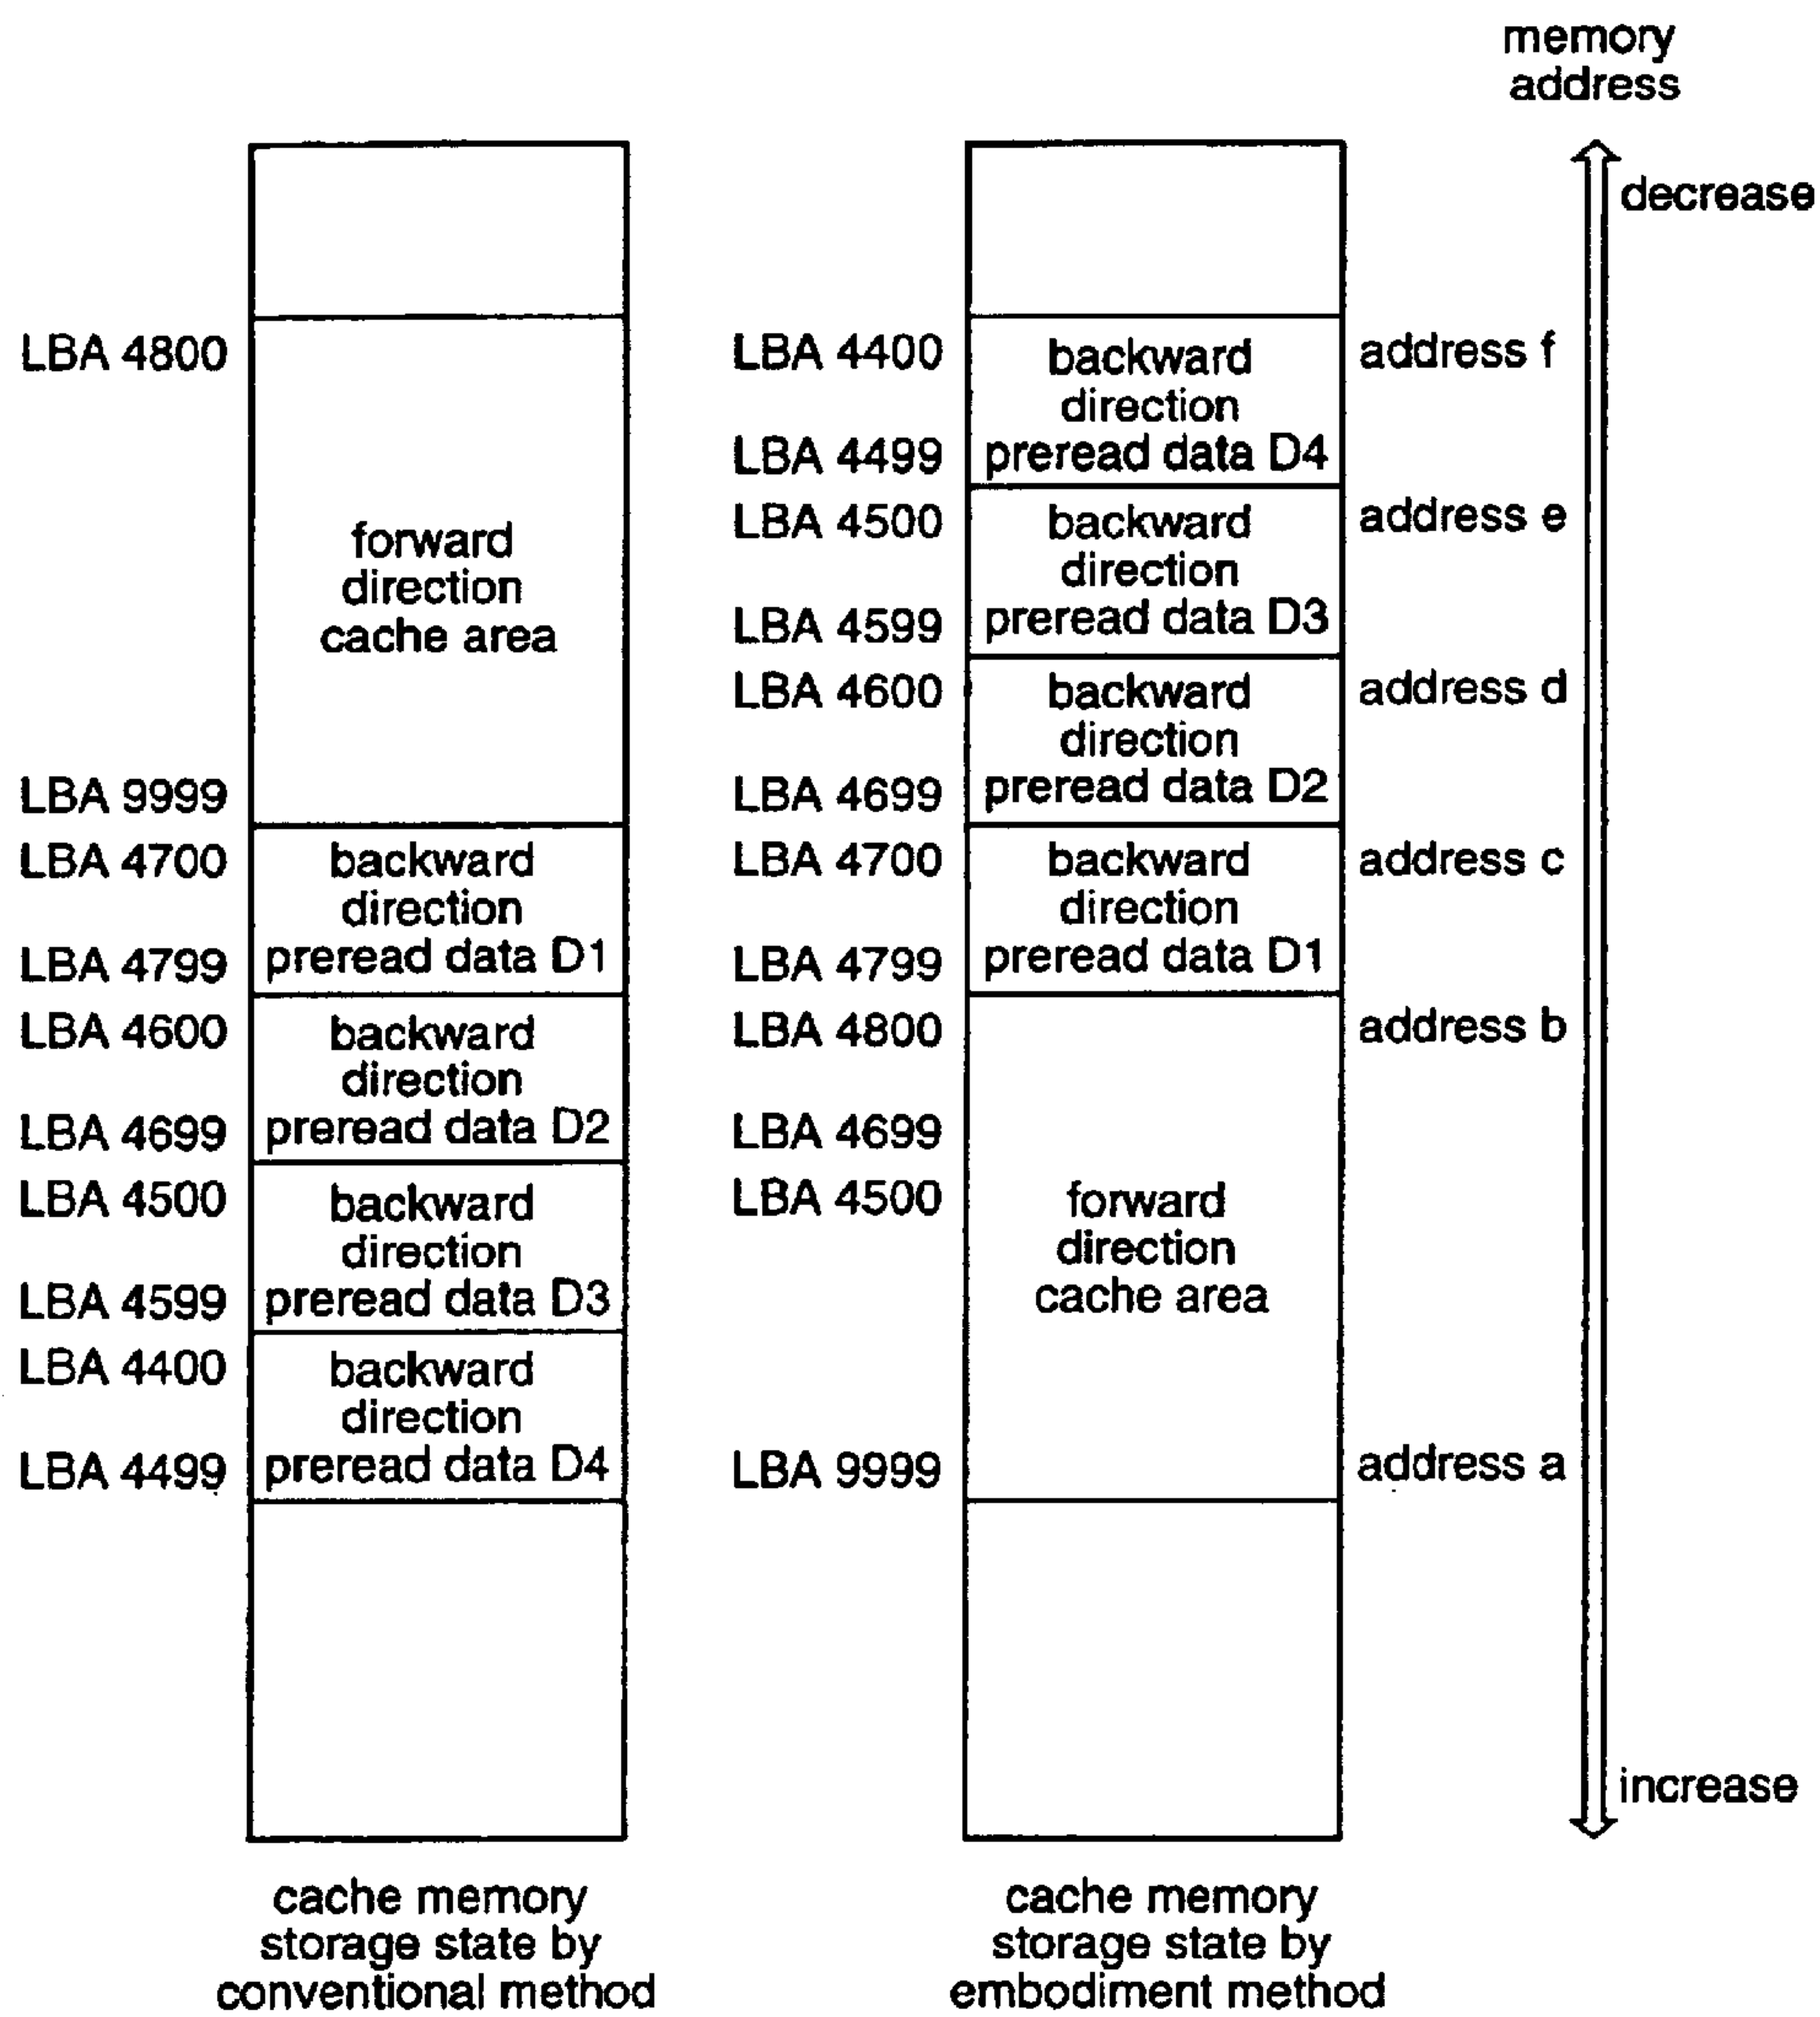 memory
address
decrease
LBA 4800
forward
direction
cache area
LBA 9999
LBA 4700
backward
direction
LBA 4799
preread data D1
LBA 4600
backward
direction
LBA 4699
preread data D2
LBA 4500
backward
direction
LBA 4599
preread data D3
LBA 4400
backward
direction
LBA 4499
preread data D4
cache memory
storage state by
conventional method
LBA 4400
backward
address f
direction
LBA 4499
preread data D4
LBA 4500
backward
address e
direction
LBA 4599
preread data D3
LBA 4600
backward
address d
direction
LBA 4699
preread data D2
LBA 4700
backward
address c
direction
LBA 4799
preread data D1
LBA 4800
address b
LBA 4699
LBA 4500
forward
direction
cache area
LBA 9999
address a
increase
cache memory
storage state by
embodiment method